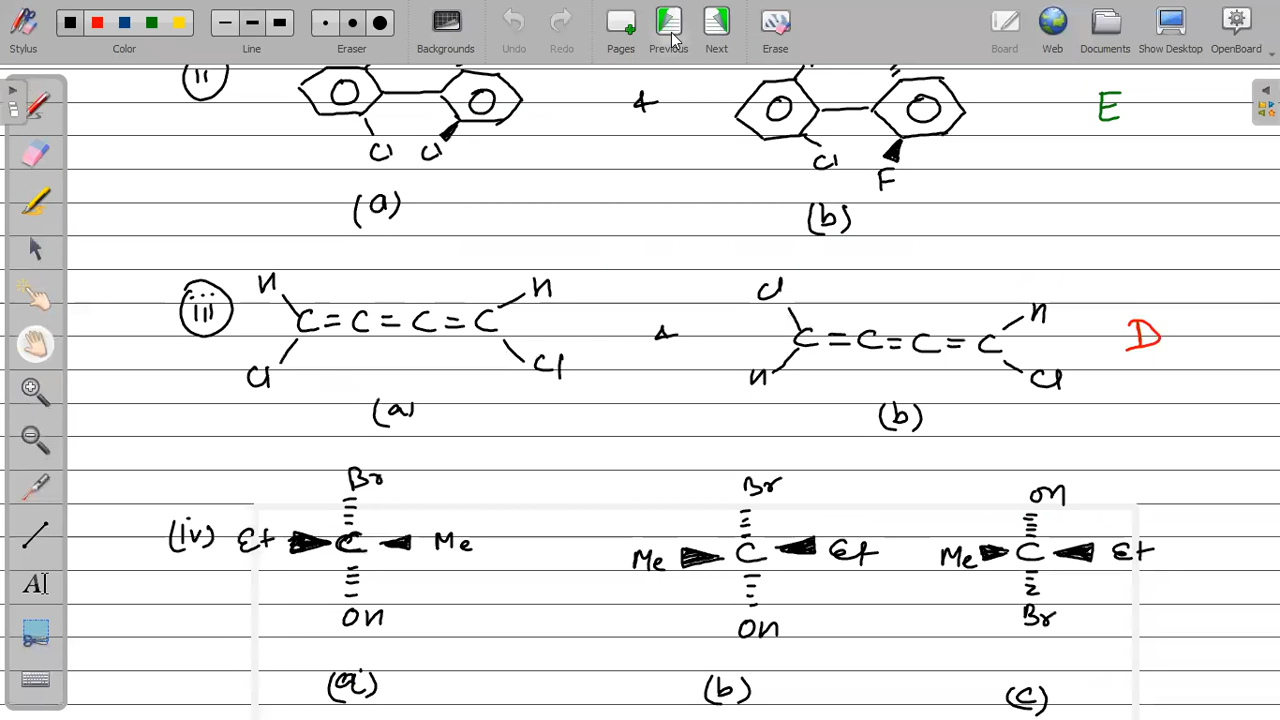 Stylus Color Line Eraser Backgrounds Undo Redo Pages Previous Next Erase Board Web Documents Show Desktop OpenBoard
ii + E
Cl Cl Cl F
(a) (b)
iii H C = C = C = C H Cl Cl + Cl H C = C = C = C H Cl D
(a) (b)
(iv) Br Et C Me OH Br Me C Et OH OH Me C Et Br
(a) (b) (c)
AI